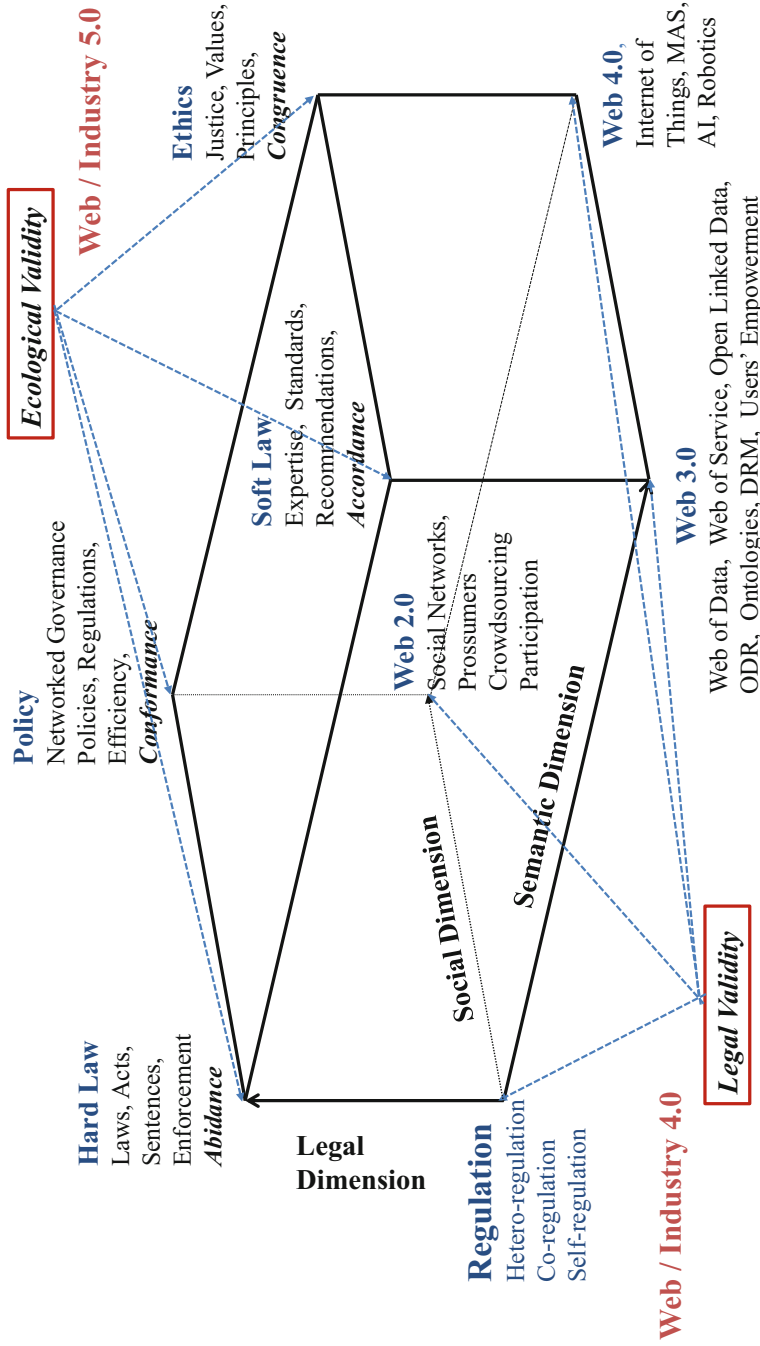 Ecological Validity
Web / Industry 5.0
Policy
Networked Governance
Policies, Regulations,
Efficiency,
Conformance
Ethics
Justice, Values,
Principles,
Congruence
Hard Law
Laws, Acts,
Sentences,
Enforcement
Abidance
Soft Law
Expertise, Standards,
Recommendations,
Accordance
Legal
Dimension
Web 2.0
Social Networks,
Prossumers
Crowdsourcing
Participation
Social Dimension
Semantic Dimension
Regulation
Hetero-regulation
Co-regulation
Self-regulation
Web 4.0,
Internet of
Things, MAS,
AI, Robotics
Web 3.0
Web of Data, Web of Service, Open Linked Data,
ODR, Ontologies, DRM, Users' Empowerment
Web / Industry 4.0
Legal Validity